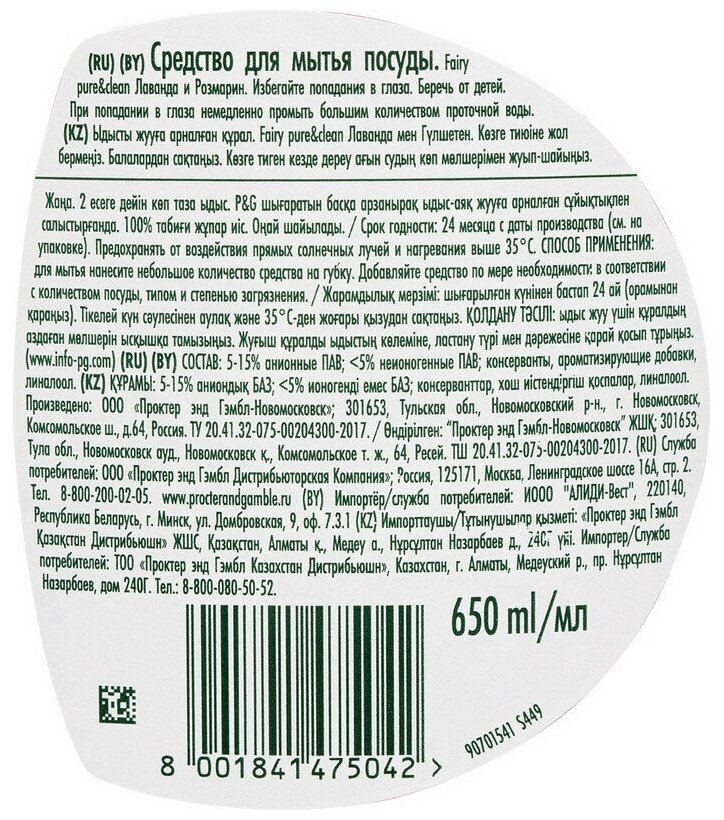 (RU) (BY) Средство для мытья посуды. Fairy
pure&clean Лаванда и Розмарин. Избегайте попадания в глаза. Беречь от детей.
При попадании в глаза немедленно промыть большим количеством проточной воды.
(KZ) Ыдысты жууға арналған құрал. Fairy pure&clean Лаванда мен Гүлшетен. Көзге тиюіне жол
бермеңіз. Балалардан сақтаңыз. Көзге тиген кезде дереу ағын судың көп мөлшерімен жуып-шайыңыз.
Жаңа. 2 есеге дейін көп таза ыдыс. P&G шығаратын басқа арзанырақ ыдыс-аяқ жууға арналған сұйықтықпен
салыстырғанда. 100% табиғи жұпар иіс. Оңай шайылады. / Срок годности: 24 месяца с даты производства (см. на
упаковке). Предохранять от воздействия прямых солнечных лучей и нагревания выше 35°С. СПОСОБ ПРИМЕНЕНИЯ:
для мытья нанесите небольшое количество средства на губку. Добавляйте средство по мере необходимости в соответствии
с количеством посуды, типом и степенью загрязнения. / Жарамдылық мерзімі: шығарылған күнінен бастап 24 ай (орамынан
қараңыз). Тікелей күн сәулесінен аулақ және 35°С-ден жоғары қызудан сақтаңыз. ҚОЛДАНУ ТӘСІЛІ: ыдыс жуу үшін құралдың
аздаған мөлшерін ысқышқа тамызыңыз. Жуғыш құралды ыдыстың көлеміне, ластану түрі мен дәрежесіне қарай қосып тұрыңыз.
(www.info-pg.com) (RU) (BY) СОСТАВ: 5-15% анионные ПАВ; <5% неионогенные ПАВ; консерванты, ароматизирующие добавки,
линалоол. (KZ) ҚҰРАМЫ: 5-15% аниондық БАЗ; <5% ионогенді емес БАЗ; консерванттар, хош иістендіргіш қоспалар, линалоол.
Произведено: ООО «Проктер энд Гэмбл-Новомосковск»; 301653, Тульская обл., Новомосковский р-н., г. Новомосковск,
Комсомольское ш., д.64, Россия. ТУ 20.41.32-075-00204300-2017. / Өндірілген: "Проктер энд Гэмбл-Новомосковск" ЖШҚ; 301653,
Тула обл., Новомосковск ауд., Новомосковск қ., Комсомольское т. ж., 64, Ресей. ТШ 20.41.32-075-00204300-2017. (RU) Служба
потребителей: ООО «Проктер энд Гэмбл Дистрибьюторская Компания»; Россия, 125171, Москва, Ленинградское шоссе 16А, стр. 2.
Тел. 8-800-200-02-05. www.procterandgamble.ru (BY) Импортёр/служба потребителей: ИООО "АЛИДИ-Вест", 220140,
Республика Беларусь, г. Минск, ул. Домбровская, 9, оф. 7.3.1 (KZ) Импорттаушы/Тұтынушылар қызметі: «Проктер энд Гэмбл
Қазақстан Дистрибьюшн» ЖШС, Қазақстан, Алматы қ., Медеу а., Нұрсұлтан Назарбаев д., 240Г үйі. Импортер/Служба
потребителей: ТОО «Проктер энд Гэмбл Казахстан Дистрибьюшн», Казахстан, г. Алматы, Медеуский р., пр. Нұрсұлтан
Назарбаев, дом 240Г. Тел.: 8-800-080-50-52.
650 ml/мл
90701541 S449
8 001841 475042 >